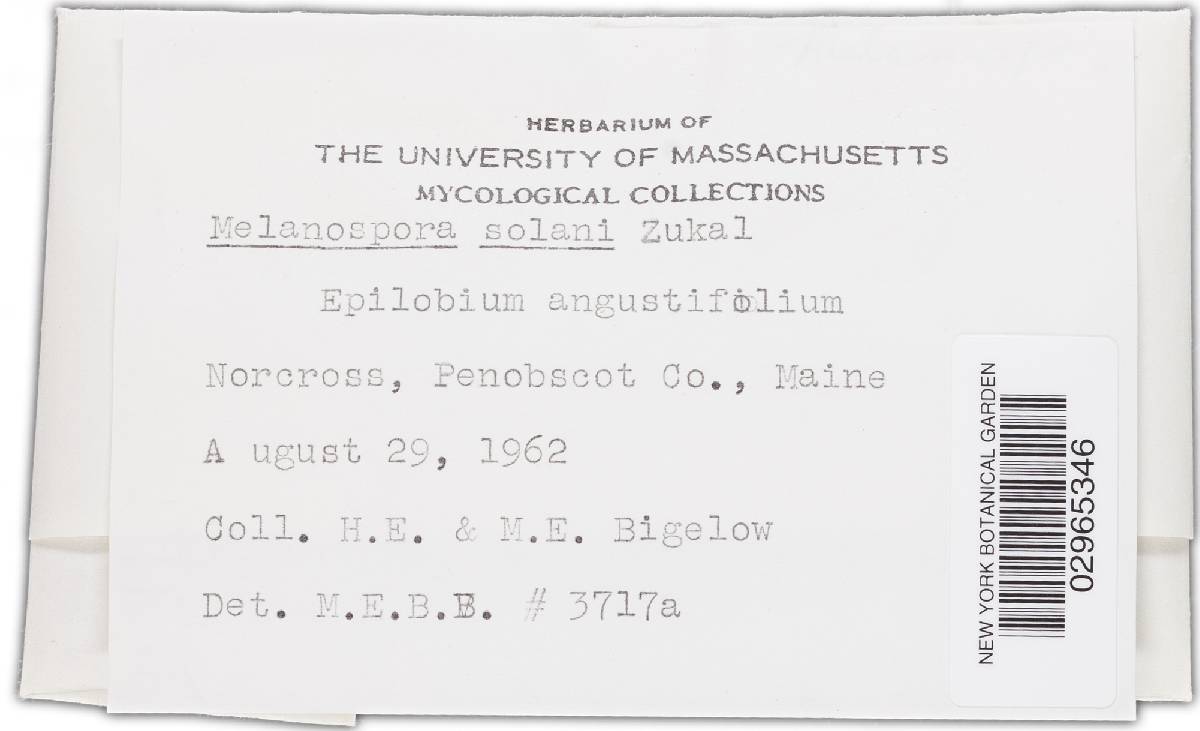 HERBARIUM OF
THE UNIVERSITY OF MASSACHUSETTS
MYCOLOGICAL COLLECTIONS
Melanospora solani Zukal
Epilobium angustifolium
Norcross, Penobscot Co., Maine
A ugust 29, 1962
Coll. H.E. & M.E. Bigelow
Det. M.E.B.B. # 3717a
NEW YORK BOTANICAL GARDEN
02965346